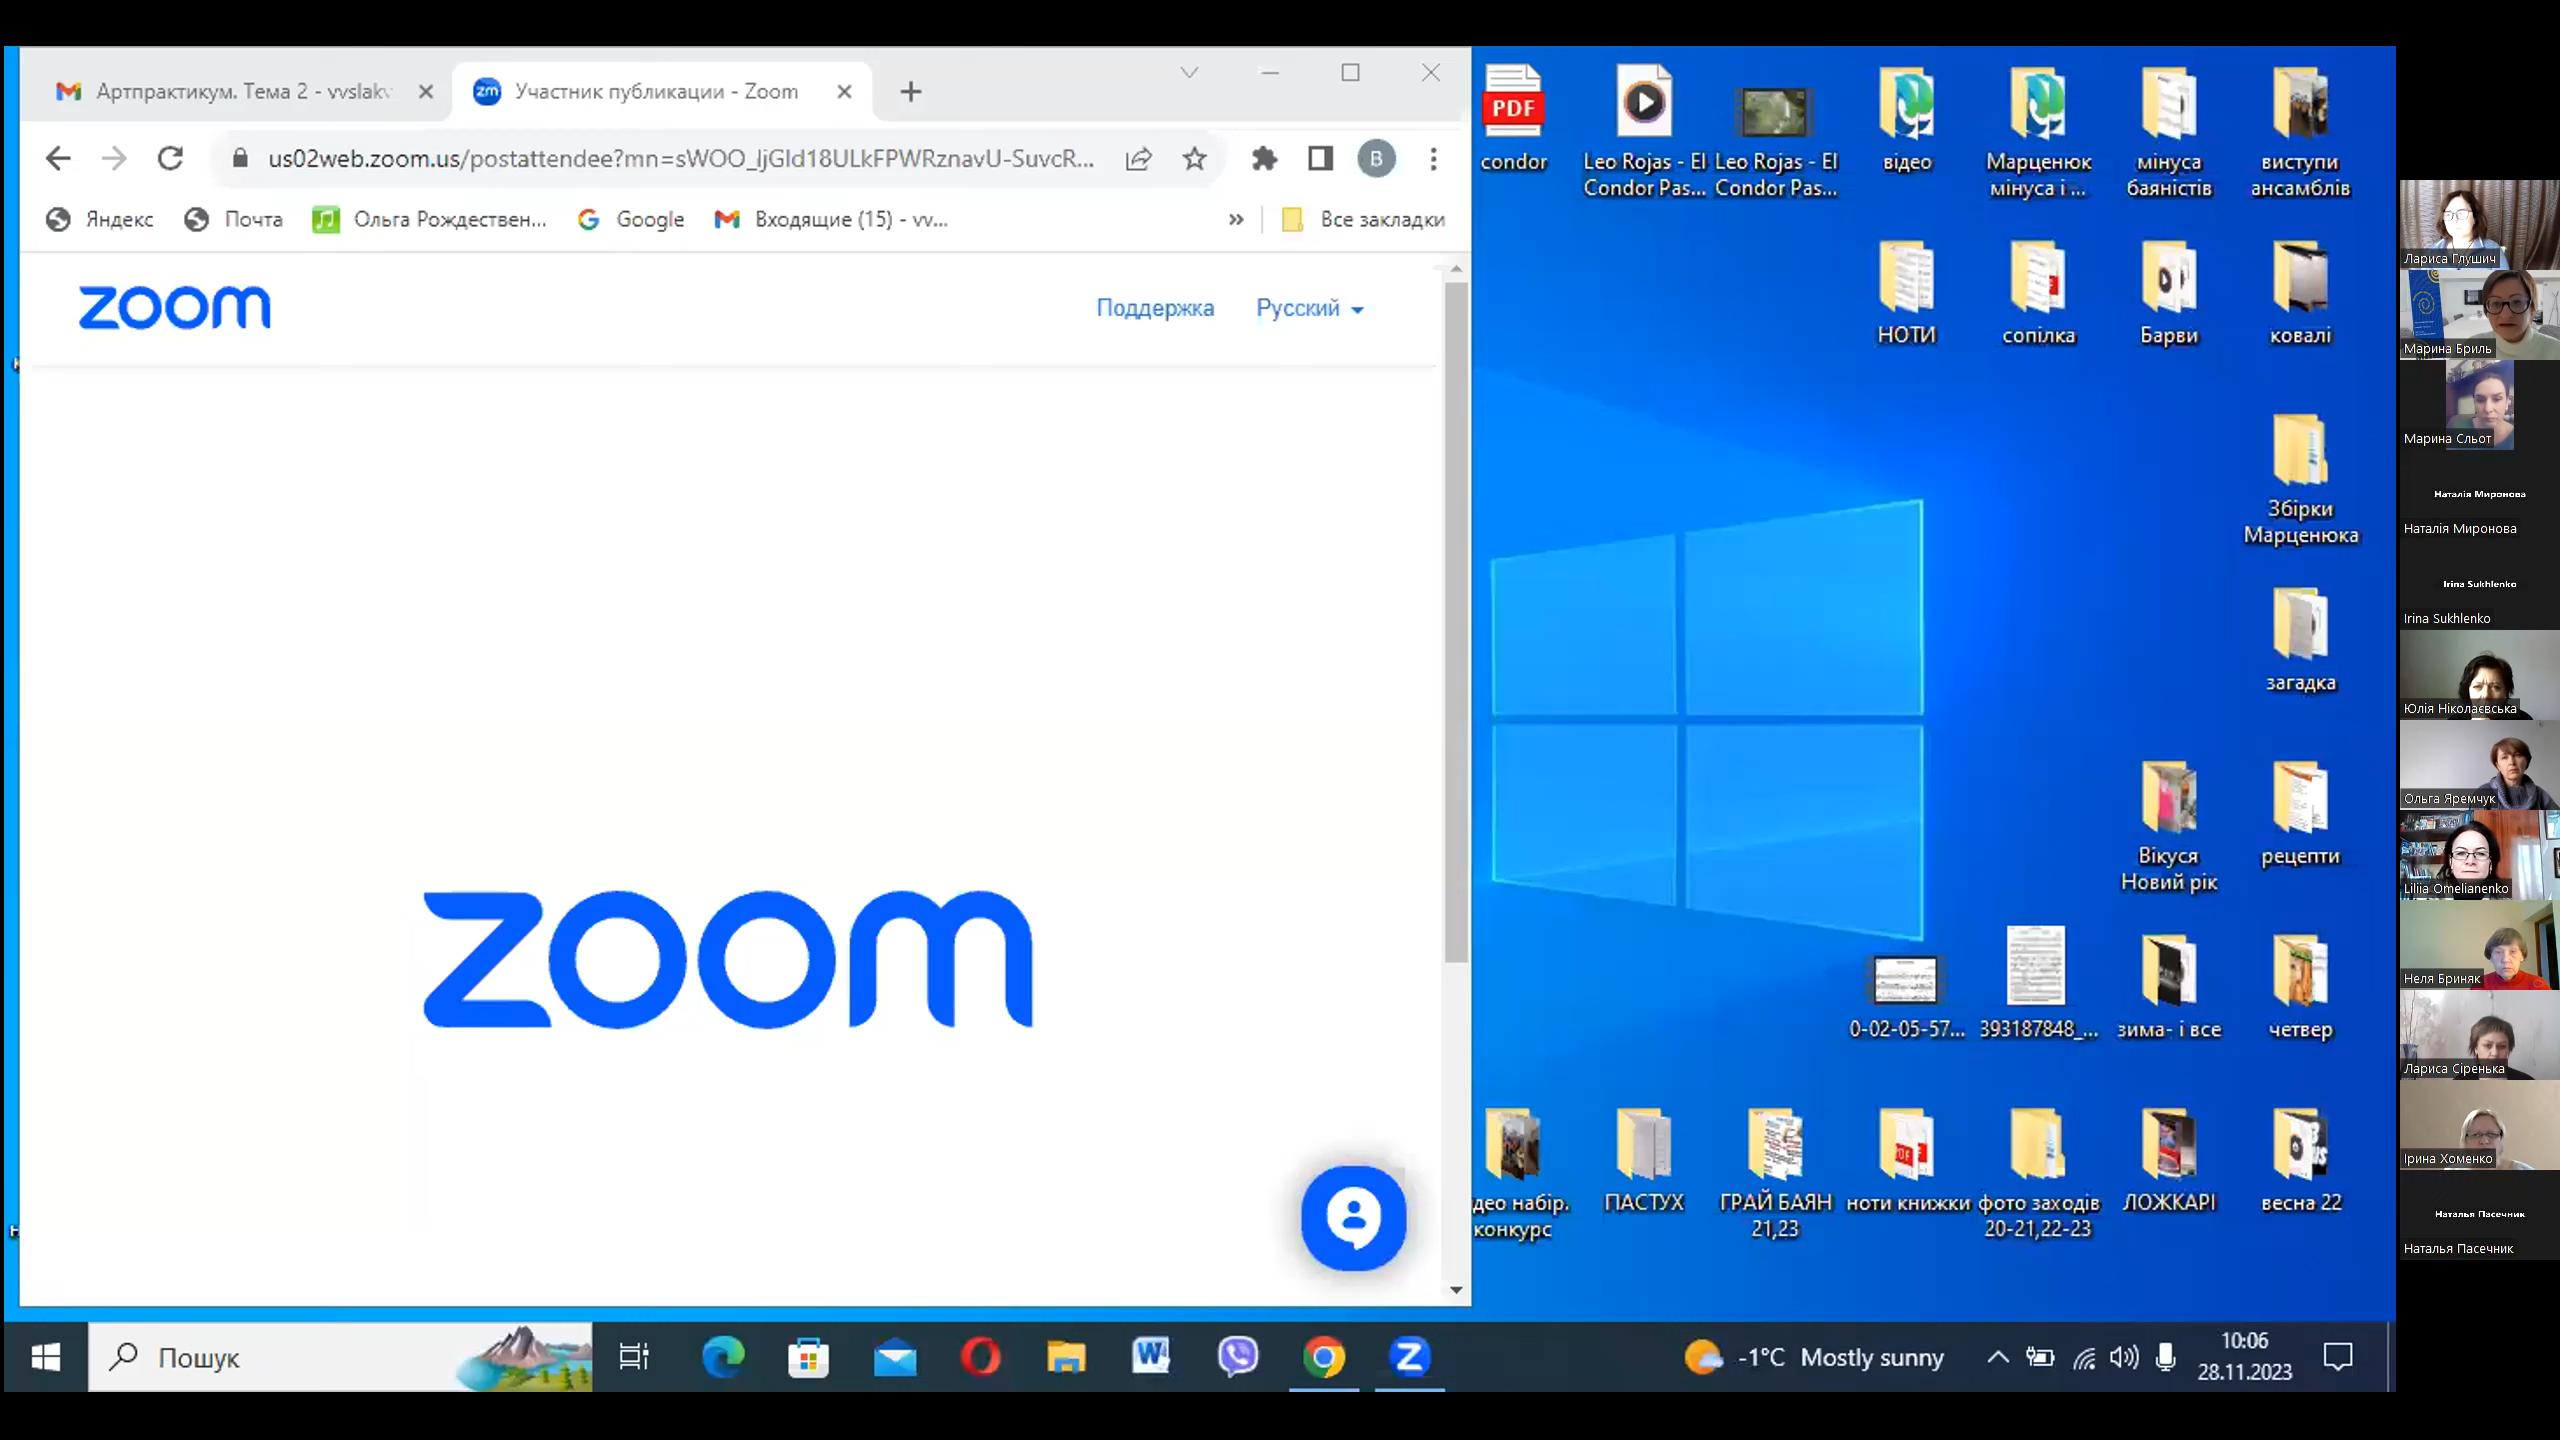 Артпрактикум. Тема 2 - vvslakv
Участник публикации - Zoom
us02web.zoom.us/postattendee?mn=sWOO_ljGld18ULkFPWRznavU-SuvcR...
B
Яндекс
Почта
Ольга Рождествен...
Google
Входящие (15) - vv...
»
Все закладки
zoom
Поддержка
Русский
zoom
PDF
condor
Leo Rojas - El
Condor Pas...
Leo Rojas - El
Condor Pas...
відео
Марценюк
мінуса і ...
мінуса
баяністів
виступи
ансамблів
НОТИ
сопілка
Барви
ковалі
Збірки
Марценюка
загадка
Вікуся
Новий рік
рецепти
0-02-05-57...
393187848_...
зима- і все
четвер
део набір.
конкурс
ПАСТУХ
ГРАЙ БАЯН
21,23
ноти книжки
фото заходів
20-21,22-23
ЛОЖКАРІ
весна 22
Пошук
-1°C Mostly sunny
10:06
28.11.2023
Лариса Глушич
Марина Бриль
Марина Сльот
Наталія Миронова
Наталія Миронова
Irina Sukhlenko
Irina Sukhlenko
Юлія Ніколаєвська
Ольга Яремчук
Liliia Omelianenko
Неля Бриняк
Лариса Сіренька
Ірина Хоменко
Наталья Пасечник
Наталья Пасечник